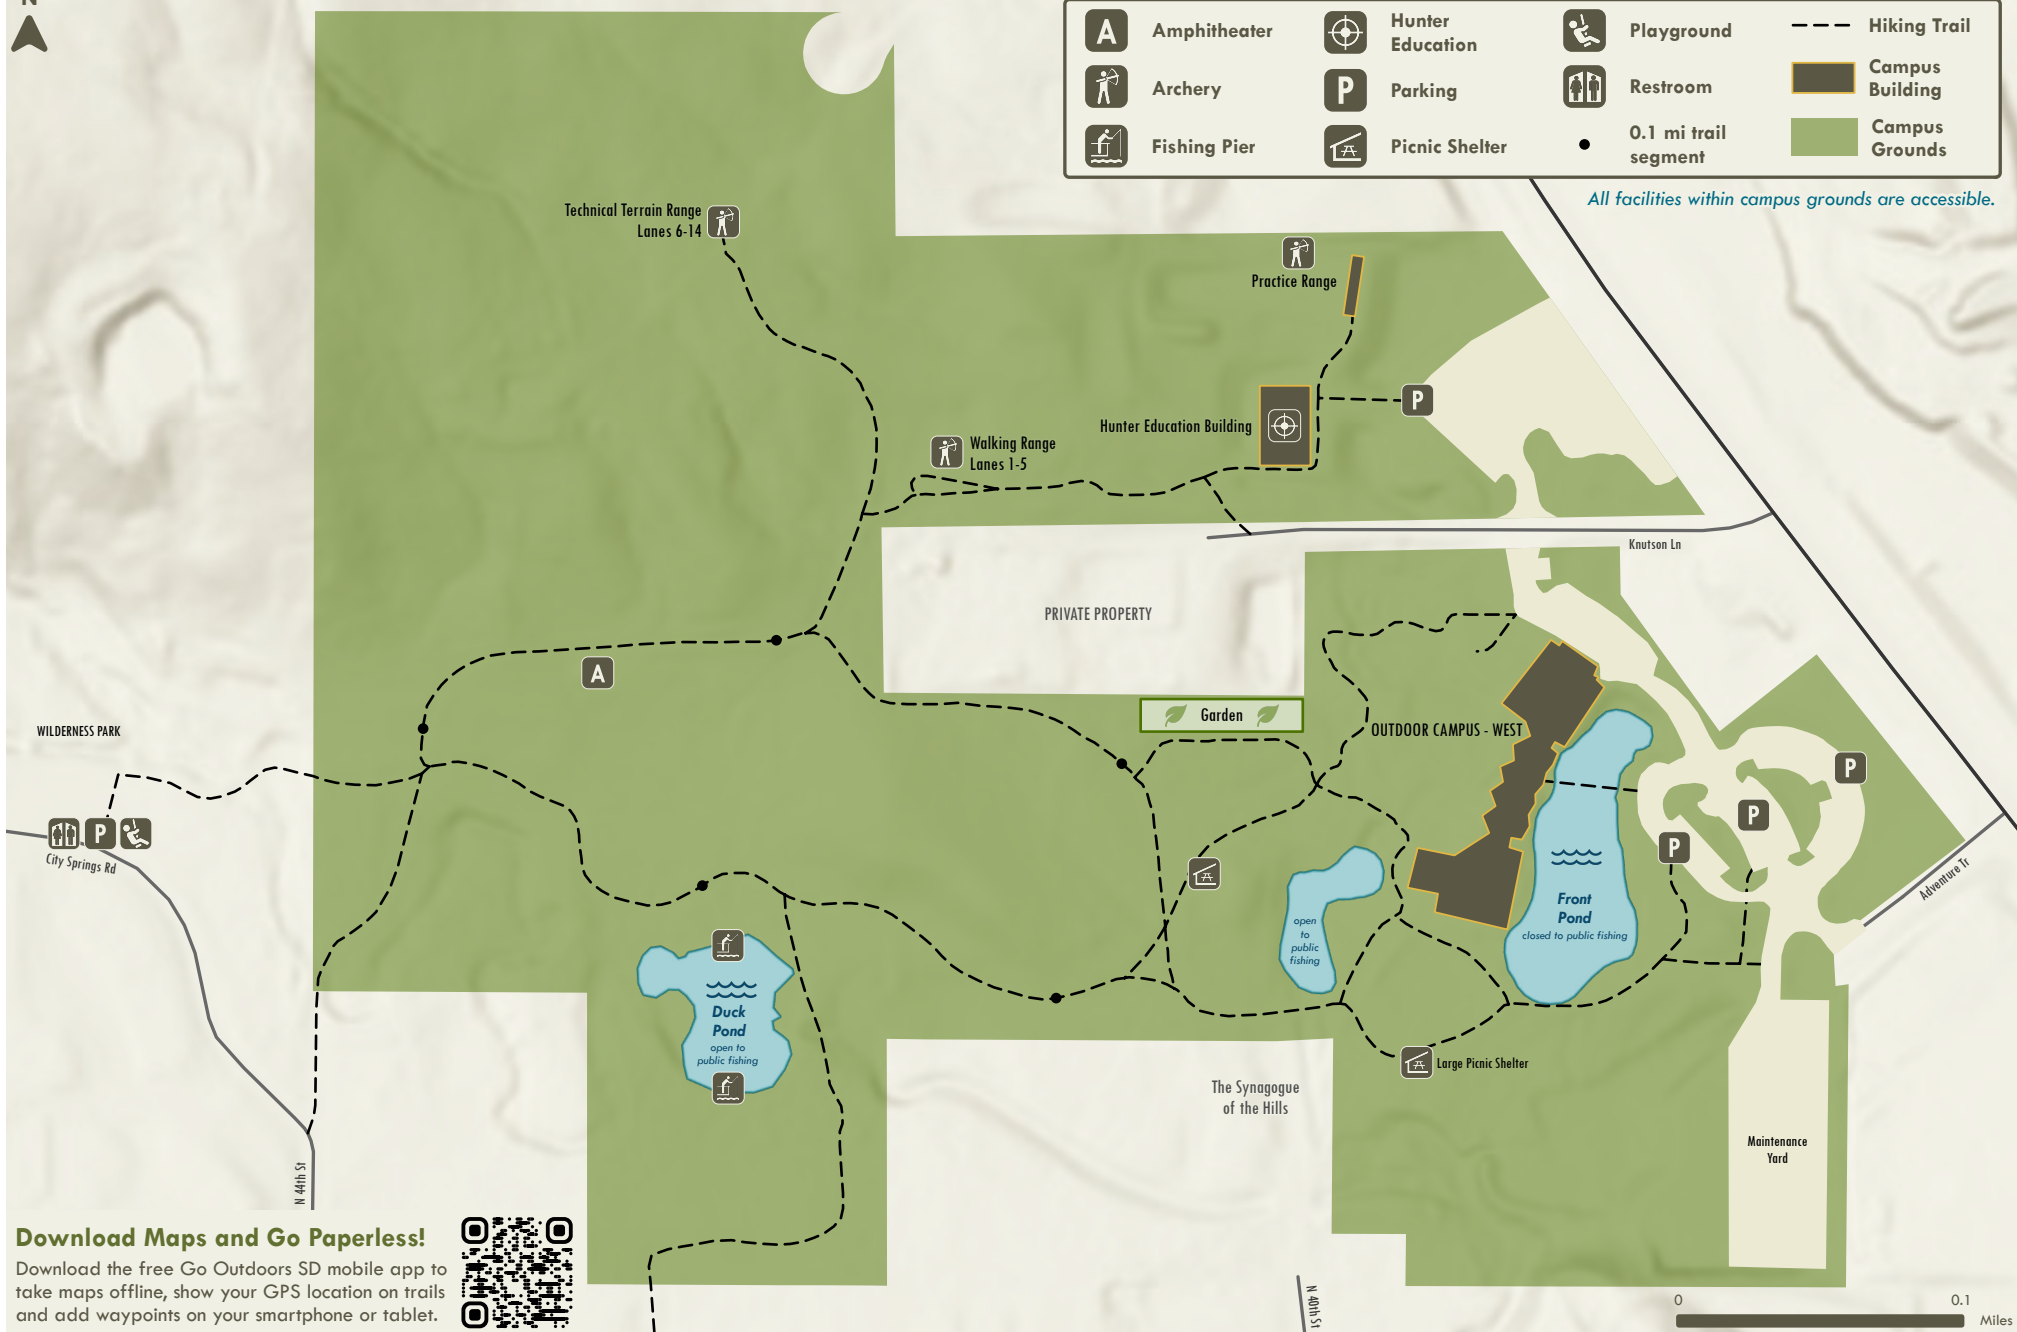 N
A
Amphitheater
Archery
Fishing Pier
Hunter
Education
P
Parking
Picnic Shelter
Playground
Restroom
0.1 mi trail
segment
Hiking Trail
Campus
Building
Campus
Grounds
All facilities within campus grounds are accessible.
Technical Terrain Range
Lanes 6-14
Practice Range
P
Hunter Education Building
Walking Range
Lanes 1-5
Knutson Ln
PRIVATE PROPERTY
A
Garden
OUTDOOR CAMPUS - WEST
WILDERNESS PARK
P
City Springs Rd
P
P
P
Adventure Tr
Front
Pond
closed to public fishing
open
to
public
fishing
Duck
Pond
open to
public fishing
Large Picnic Shelter
The Synagogue
of the Hills
Maintenance
Yard
N 44th St
N 40th St
Download Maps and Go Paperless!
Download the free Go Outdoors SD mobile app to
take maps offline, show your GPS location on trails
and add waypoints on your smartphone or tablet.
0
0.1
Miles